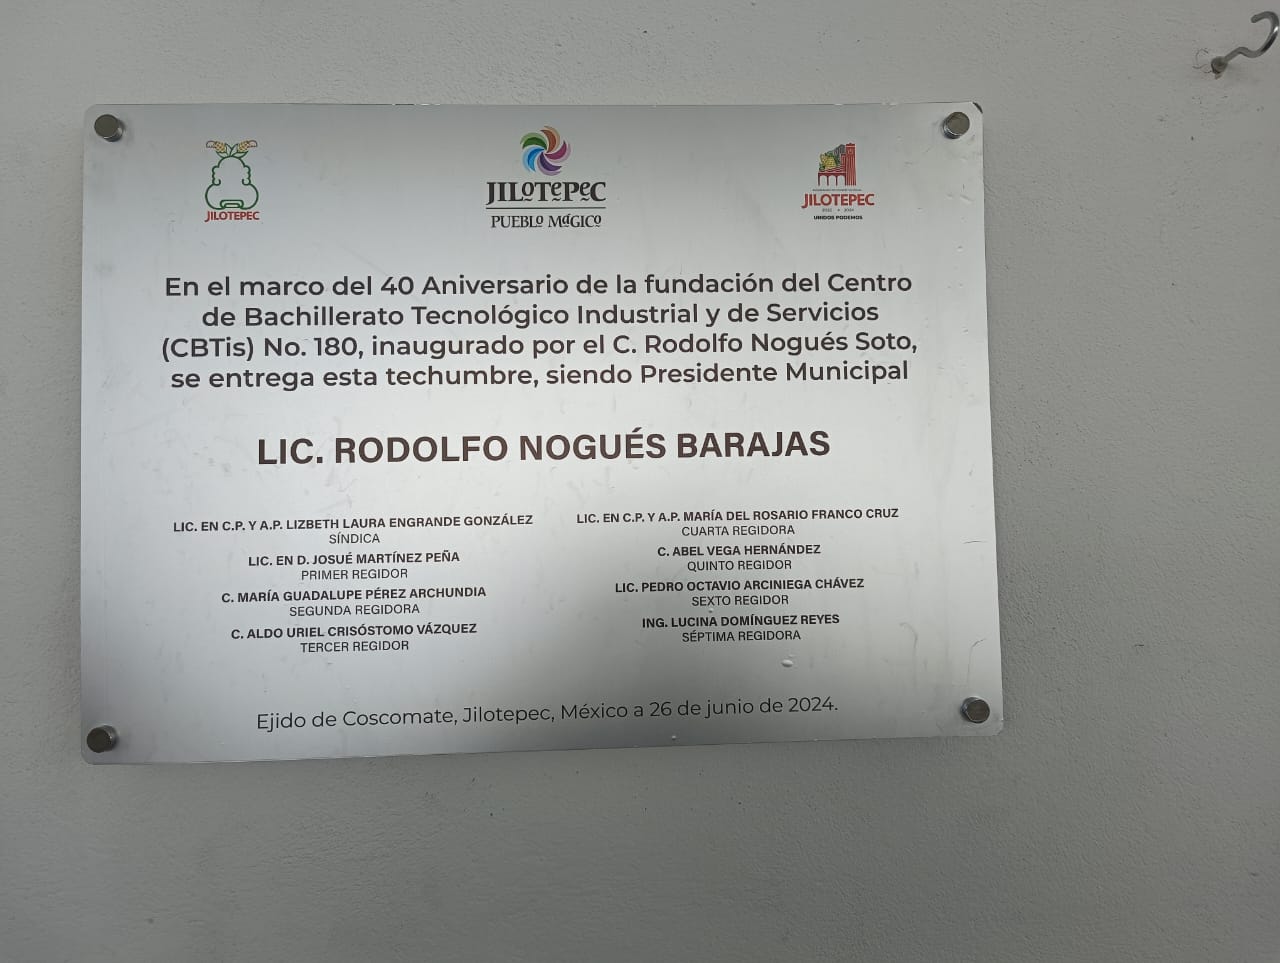 JILOTEPEC
JILOTEPEC
PUEBLO MÁGICO
JILOTEPEC
2022 • 2024
UNIDOS PODEMOS
En el marco del 40 Aniversario de la fundación del Centro
de Bachillerato Tecnológico Industrial y de Servicios
(CBTis) No. 180, inaugurado por el C. Rodolfo Nogués Soto,
se entrega esta techumbre, siendo Presidente Municipal
LIC. RODOLFO NOGUÉS BARAJAS
LIC. EN C.P. Y A.P. LIZBETH LAURA ENGRANDE GONZÁLEZ
SÍNDICA
LIC. EN D. JOSUÉ MARTÍNEZ PEÑA
PRIMER REGIDOR
C. MARÍA GUADALUPE PÉREZ ARCHUNDIA
SEGUNDA REGIDORA
C. ALDO URIEL CRISÓSTOMO VÁZQUEZ
TERCER REGIDOR
LIC. EN C.P. Y A.P. MARÍA DEL ROSARIO FRANCO CRUZ
CUARTA REGIDORA
C. ABEL VEGA HERNÁNDEZ
QUINTO REGIDOR
LIC. PEDRO OCTAVIO ARCINIEGA CHÁVEZ
SEXTO REGIDOR
ING. LUCINA DOMÍNGUEZ REYES
SÉPTIMA REGIDORA
Ejido de Coscomate, Jilotepec, México a 26 de junio de 2024.